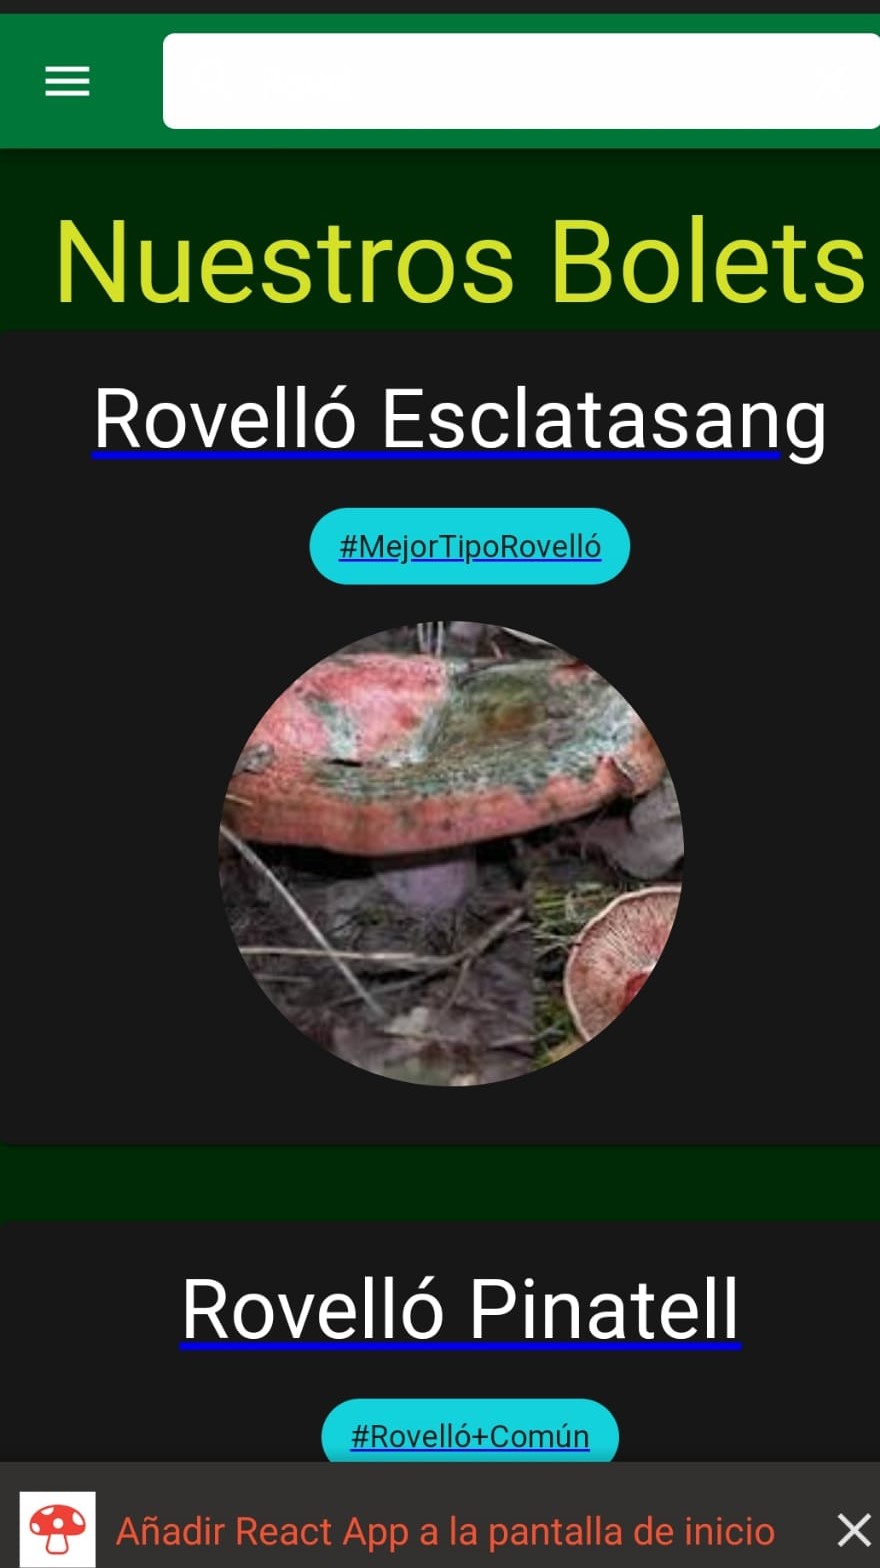 Nuestros Bolets
Rovelló Esclatasang
#MejorTipoRovelló
Rovelló Pinatell
#Rovelló+Común
Añadir React App a la pantalla de inicio